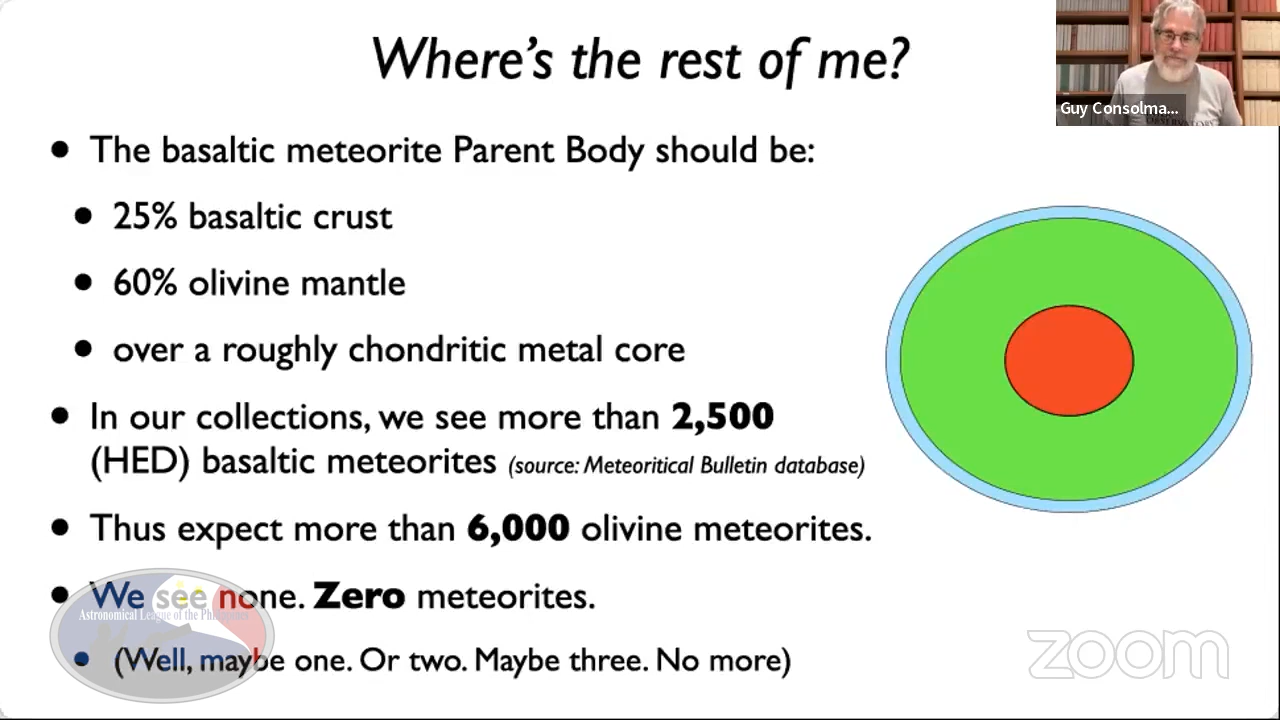 Where's the rest of me?
Guy Consolma...
• The basaltic meteorite Parent Body should be:
• 25% basaltic crust
• 60% olivine mantle
• over a roughly chondritic metal core
• In our collections, we see more than 2,500
(HED) basaltic meteorites (source: Meteoritical Bulletin database)
• Thus expect more than 6,000 olivine meteorites.
• We see none. Zero meteorites.
Astronomical League of the Philippines
• (Well, maybe one. Or two. Maybe three. No more)
zoom